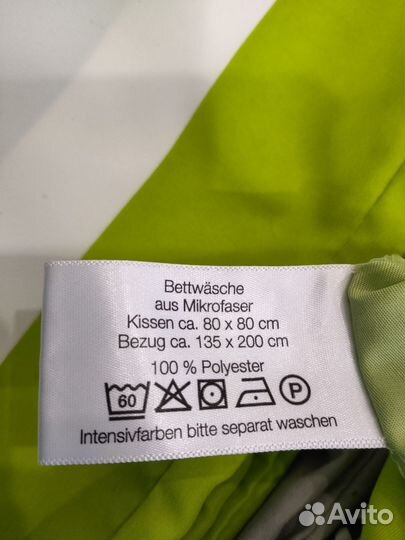 Bettwäsche
aus Mikrofaser
Kissen ca. 80 x 80 cm
Bezug ca. 135 x 200 cm
100 % Polyester
60 P
Intensivfarben bitte separat waschen
Avito